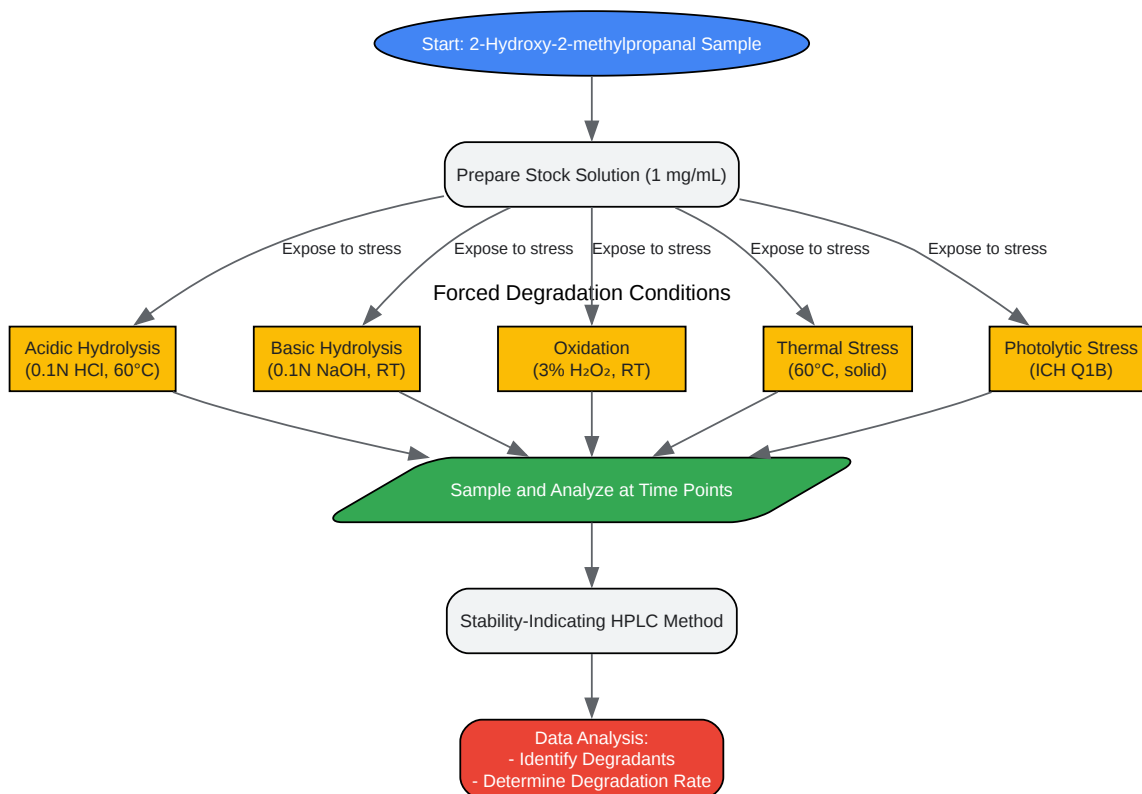 Start: 2-Hydroxy-2-methylpropanal Sample
Prepare Stock Solution (1 mg/mL)
Expose to stress
Expose to stress
Expose to stress
Expose to stress
Expose to stress
Forced Degradation Conditions
Acidic Hydrolysis
(0.1N HCl, 60°C)
Basic Hydrolysis
(0.1N NaOH, RT)
Oxidation
(3% H₂O₂, RT)
Thermal Stress
(60°C, solid)
Photolytic Stress
(ICH Q1B)
Sample and Analyze at Time Points
Stability-Indicating HPLC Method
Data Analysis:
- Identify Degradants
- Determine Degradation Rate